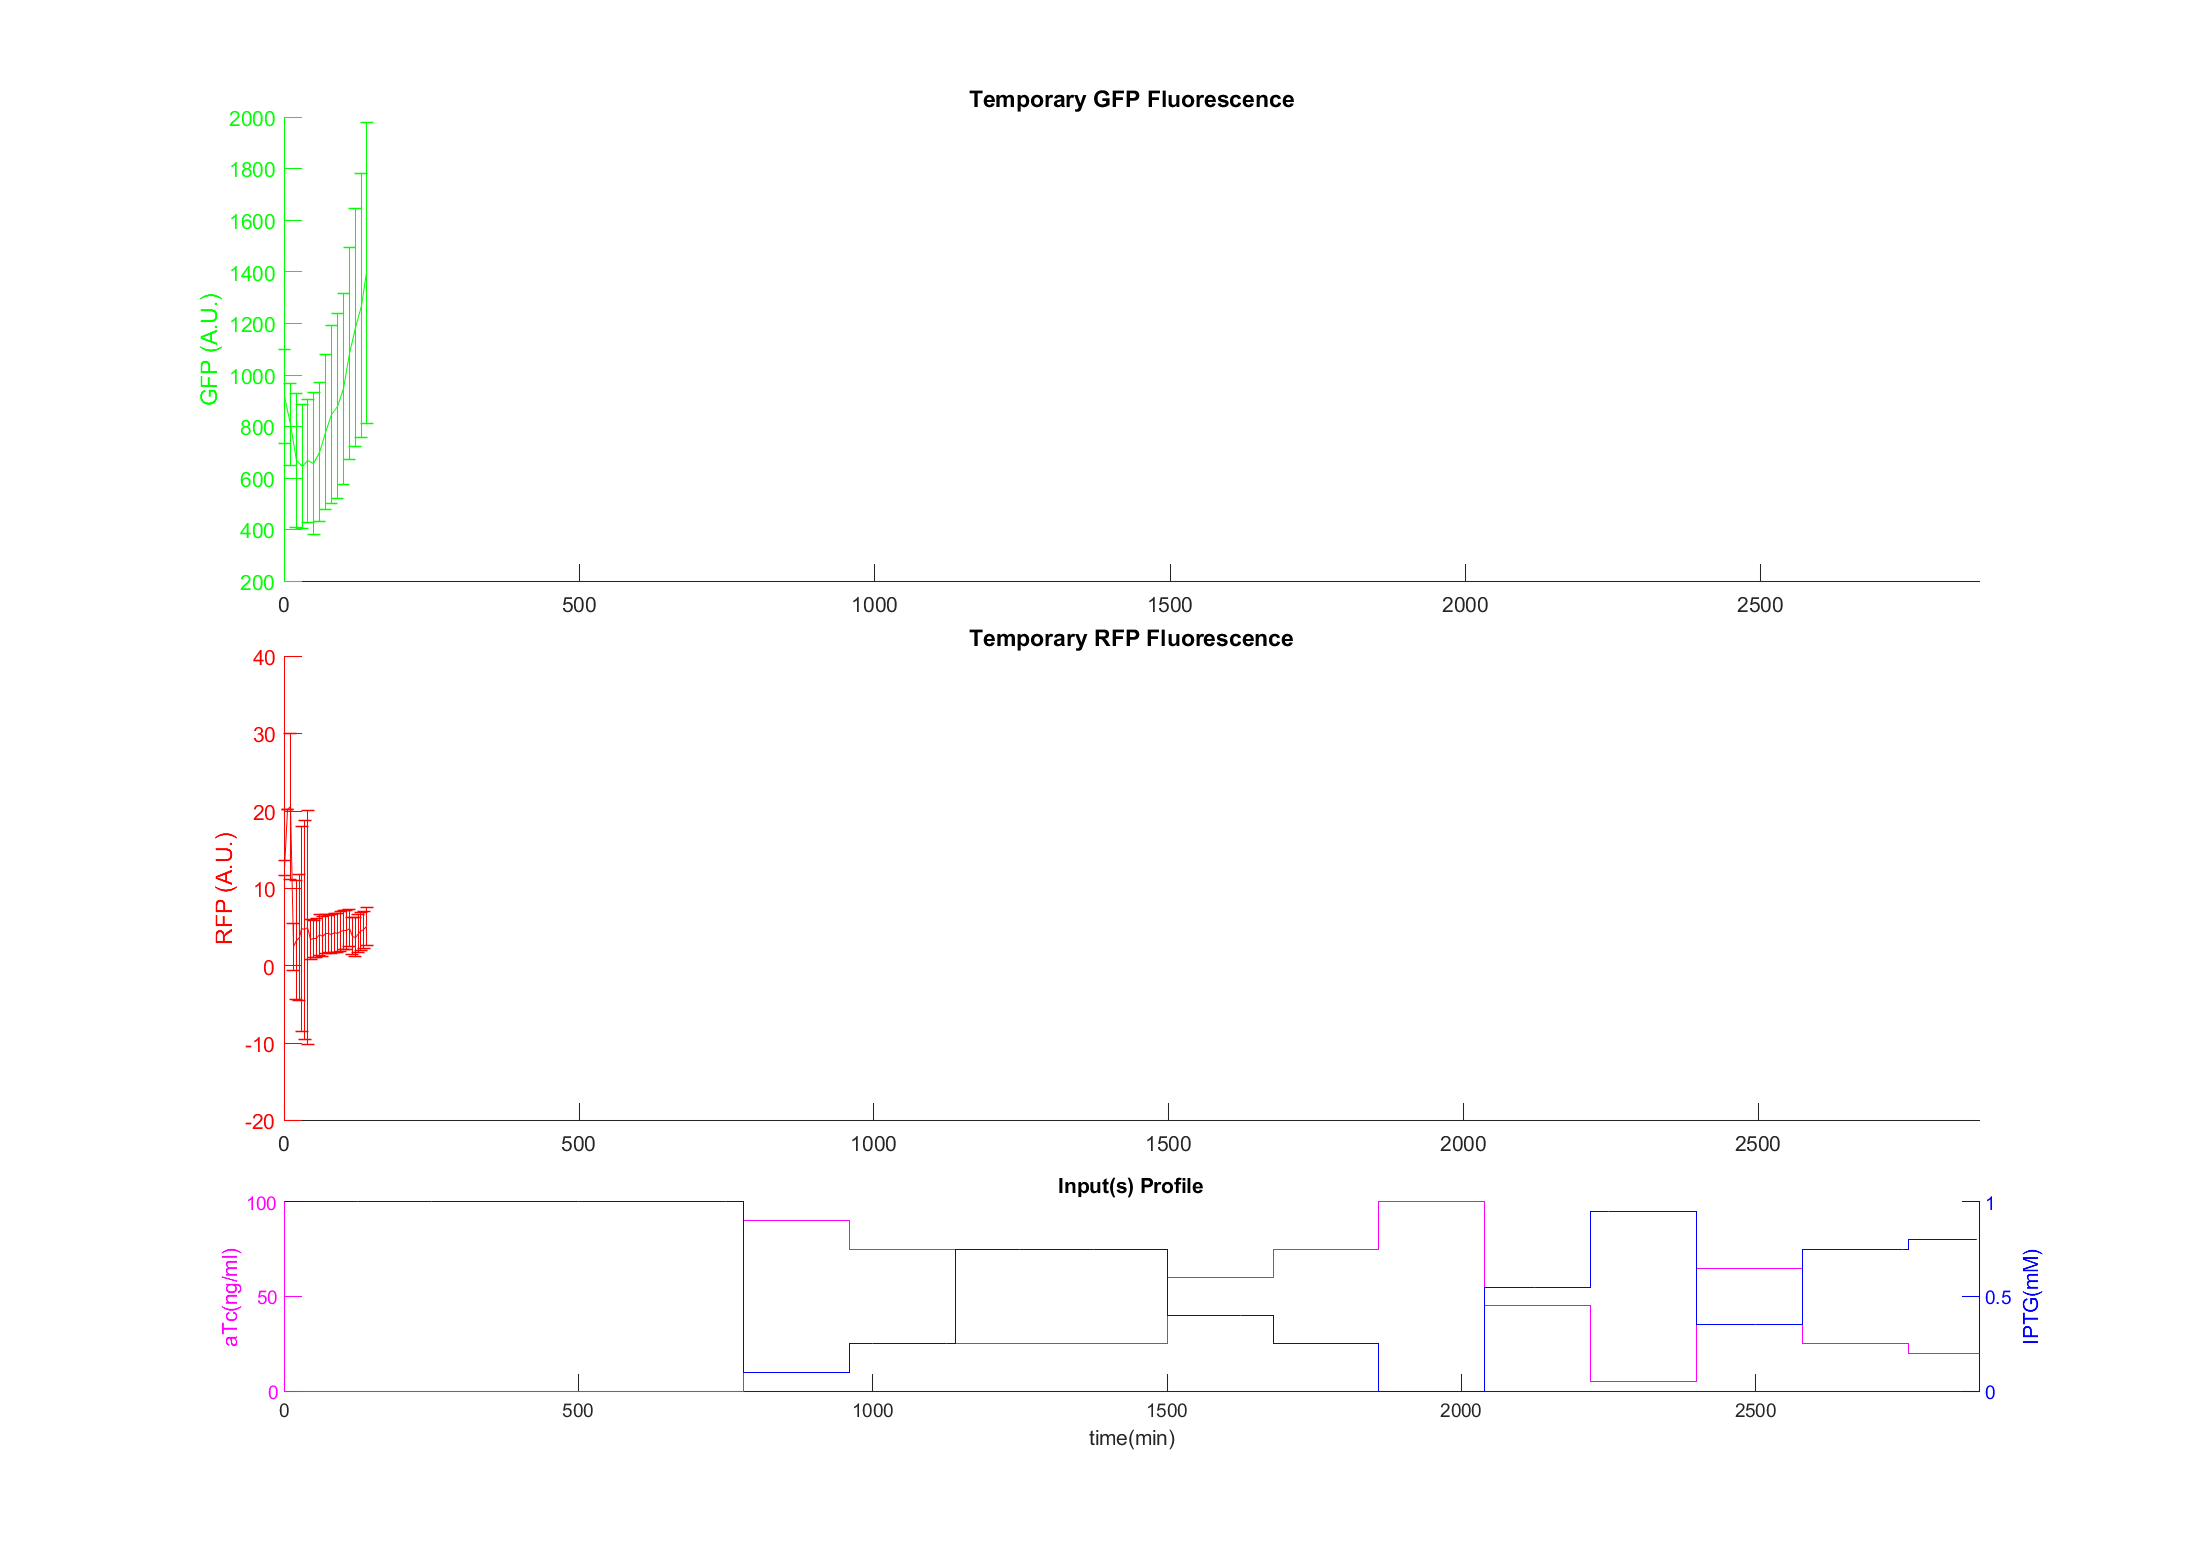 Temporary GFP Fluorescence
2000
1800
1600
1400
1200
1000
800
600
400
200
GFP (A.U.)
0 500 1000 1500 2000 2500
Temporary RFP Fluorescence
40
30
20
10
0
-10
-20
RFP (A.U.)
0 500 1000 1500 2000 2500
Input(s) Profile
100
50
0
aTc(ng/ml)
1
0.5
0
IPTG(mM)
0 500 1000 1500 2000 2500
time(min)